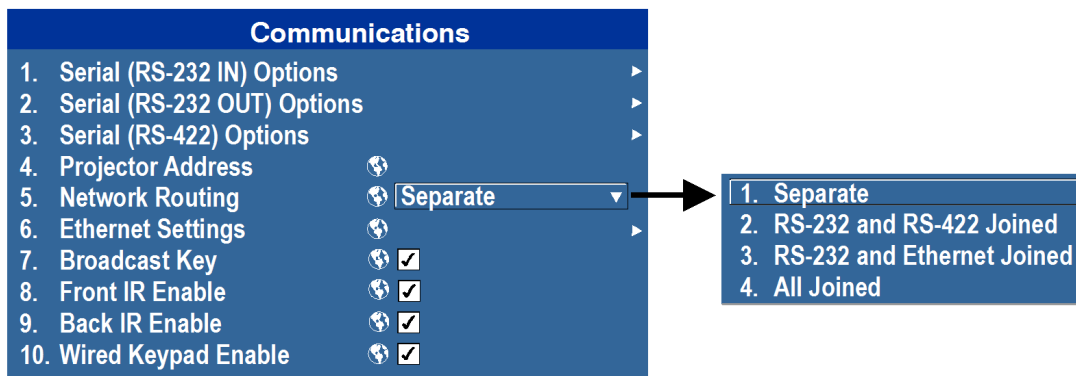 Communications
1. Serial (RS-232 IN) Options
2. Serial (RS-232 OUT) Options
3. Serial (RS-422) Options
4. Projector Address
5. Network Routing Separate
6. Ethernet Settings
7. Broadcast Key
8. Front IR Enable
9. Back IR Enable
10. Wired Keypad Enable
1. Separate
2. RS-232 and RS-422 Joined
3. RS-232 and Ethernet Joined
4. All Joined